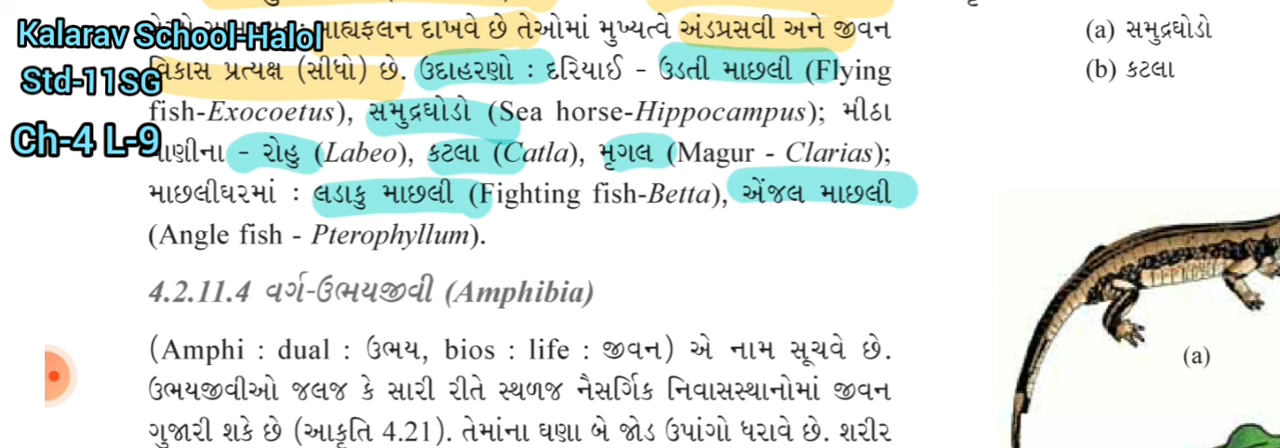 બાહ્યફલન દાખવે છે તેઓમાં મુખ્યત્વે અંડપ્રસવી અને જીવન
વિકાસ પ્રત્યક્ષ (સીધો) છે. ઉદાહરણો : દરિયાઈ - ઉડતી માછલી (Flying
fish-Exocoetus), સમુદ્રઘોડો (Sea horse-Hippocampus); મીઠા
પાણીના - રોહુ (Labeo), કટલા (Catla), મૃગલ (Magur - Clarias);
માછલીઘરમાં : લડાકુ માછલી (Fighting fish-Betta), એંજલ માછલી
(Angle fish - Pterophyllum).
4.2.11.4 વર્ગ-ઉભયજીવી (Amphibia)
(Amphi : dual : ઉભય, bios : life : જીવન) એ નામ સૂચવે છે.
ઉભયજીવીઓ જલજ કે સારી રીતે સ્થળજ નૈસર્ગિક નિવાસસ્થાનોમાં જીવન
ગુજારી શકે છે (આકૃતિ 4.21). તેમાંના ઘણા બે જોડ ઉપાંગો ધરાવે છે. શરીર
Kalarav School-Halol
Std-11SG
Ch-4 L-9
(a) સમુદ્રઘોડો
(b) કટલા
(a)